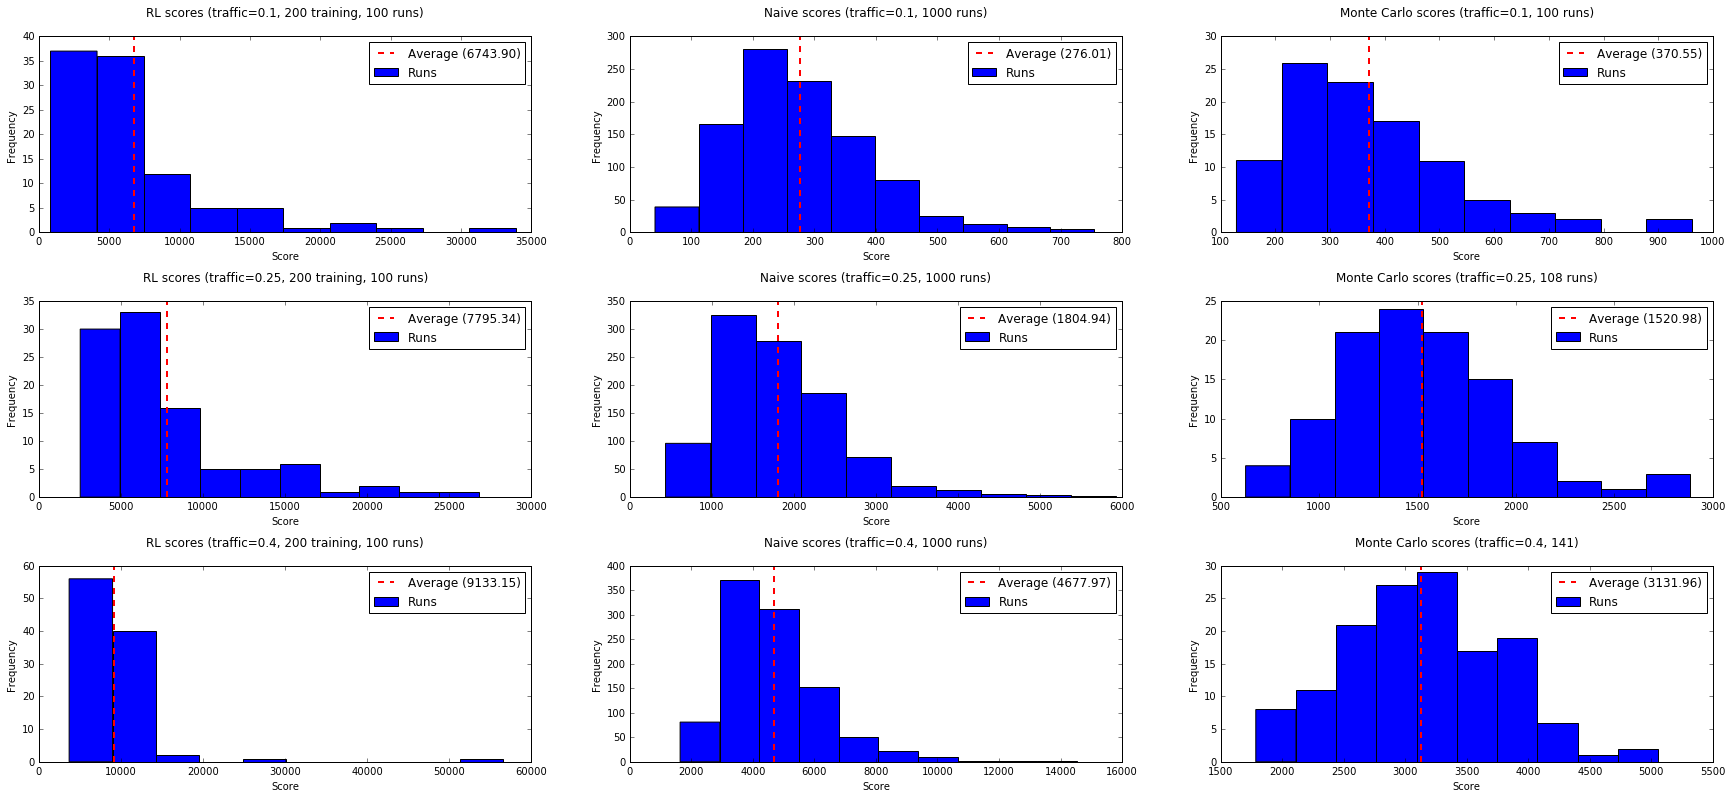 RL scores (traffic=0.1, 200 training, 100 runs)
Average (6743.90)
Runs
Frequency
0 5 10 15 20 25 30 35 40
0 5000 10000 15000 20000 25000 30000 35000
Score
Naive scores (traffic=0.1, 1000 runs)
Average (276.01)
Runs
Frequency
0 50 100 150 200 250 300
0 100 200 300 400 500 600 700 800
Score
Monte Carlo scores (traffic=0.1, 100 runs)
Average (370.55)
Runs
Frequency
0 5 10 15 20 25 30
100 200 300 400 500 600 700 800 900 1000
Score
RL scores (traffic=0.25, 200 training, 100 runs)
Average (7795.34)
Runs
Frequency
0 5 10 15 20 25 30 35
0 5000 10000 15000 20000 25000 30000
Score
Naive scores (traffic=0.25, 1000 runs)
Average (1804.94)
Runs
Frequency
0 50 100 150 200 250 300 350
0 1000 2000 3000 4000 5000 6000
Score
Monte Carlo scores (traffic=0.25, 108 runs)
Average (1520.98)
Runs
Frequency
0 5 10 15 20 25
500 1000 1500 2000 2500 3000
Score
RL scores (traffic=0.4, 200 training, 100 runs)
Average (9133.15)
Runs
Frequency
0 10 20 30 40 50 60
0 10000 20000 30000 40000 50000 60000
Score
Naive scores (traffic=0.4, 1000 runs)
Average (4677.97)
Runs
Frequency
0 50 100 150 200 250 300 350 400
0 2000 4000 6000 8000 10000 12000 14000 16000
Score
Monte Carlo scores (traffic=0.4, 141)
Average (3131.96)
Runs
Frequency
0 5 10 15 20 25 30
1500 2000 2500 3000 3500 4000 4500 5000 5500
Score